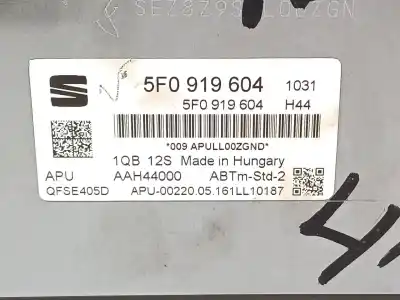 5F0 919 604 1031
5F0 919 604 H44
*009 APULL00ZGND*
1QB 12S Made in Hungary
APU AAH44000 ABTm-Std-2
QFSE405D APU-00220.05.161LL10187